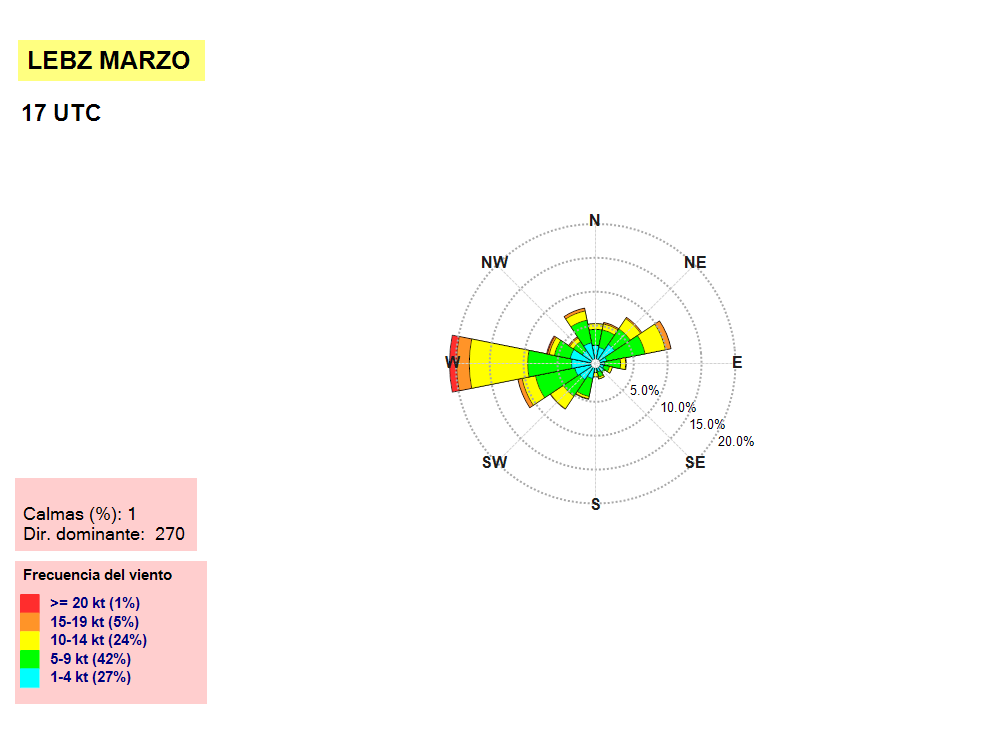 LEBZ MARZO
17 UTC
N
NW
NE
W
E
5.0%
10.0%
15.0%
20.0%
SW
SE
S
Calmas (%): 1
Dir. dominante: 270
Frecuencia del viento
>= 20 kt (1%)
15-19 kt (5%)
10-14 kt (24%)
5-9 kt (42%)
1-4 kt (27%)